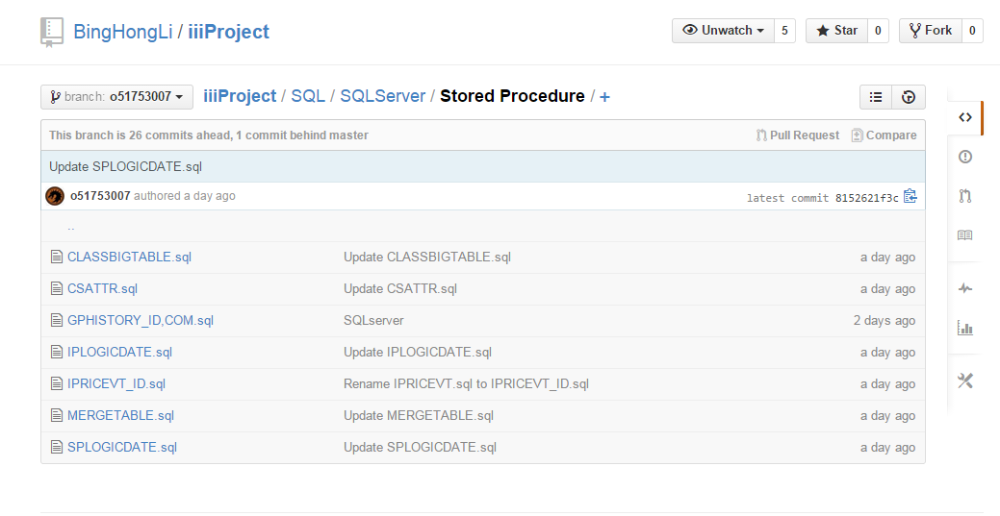 BingHongLi / iiiProject
Unwatch 5 Star 0 Fork 0
branch: o51753007 iiiProject / SQL / SQLServer / Stored Procedure / +
This branch is 26 commits ahead, 1 commit behind master Pull Request Compare
Update SPLOGICDATE.sql
o51753007 authored a day ago latest commit 8152621f3c
..
CLASSBIGTABLE.sql Update CLASSBIGTABLE.sql a day ago
CSATTR.sql Update CSATTR.sql a day ago
GPHISTORY_ID,COM.sql SQLserver 2 days ago
IPLOGICDATE.sql Update IPLOGICDATE.sql a day ago
IPRICEVT_ID.sql Rename IPRICEVT.sql to IPRICEVT_ID.sql a day ago
MERGETABLE.sql Update MERGETABLE.sql a day ago
SPLOGICDATE.sql Update SPLOGICDATE.sql a day ago